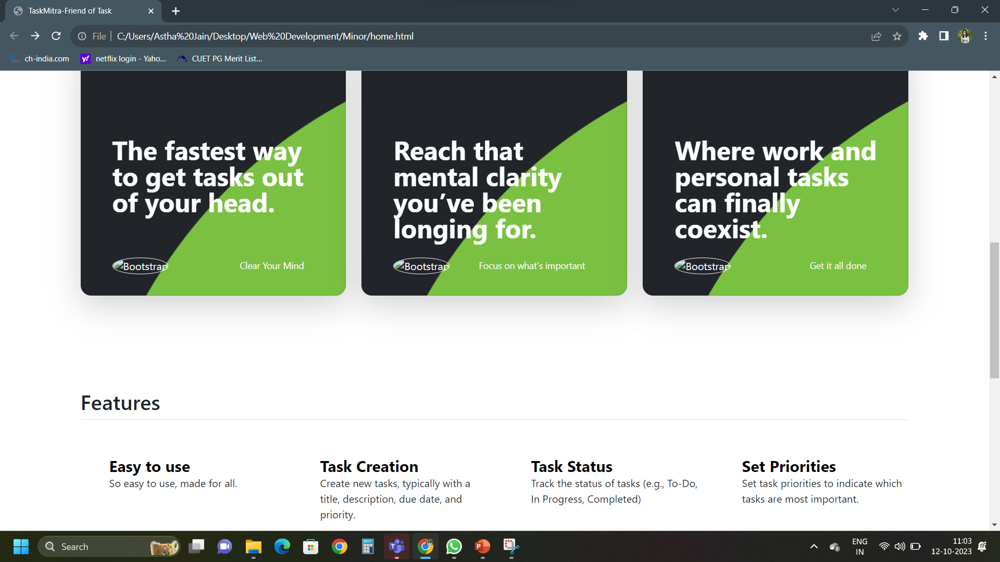 TaskMitra-Friend of Task
File
C:/Users/Astha%20Jain/Desktop/Web%20Development/Minor/home.html
ch-india.com
netflix login - Yaho...
CUET PG Merit List...
The fastest way
to get tasks out
of your head.
Bootstrap
Clear Your Mind
Reach that
mental clarity
you’ve been
longing for.
Bootstrap
Focus on what’s important
Where work and
personal tasks
can finally
coexist.
Bootstrap
Get it all done
Features
Easy to use
So easy to use, made for all.
Task Creation
Create new tasks, typically with a
title, description, due date, and
priority.
Task Status
Track the status of tasks (e.g., To-Do,
In Progress, Completed)
Set Priorities
Set task priorities to indicate which
tasks are most important.
Search
ENG
IN
11:03
12-10-2023